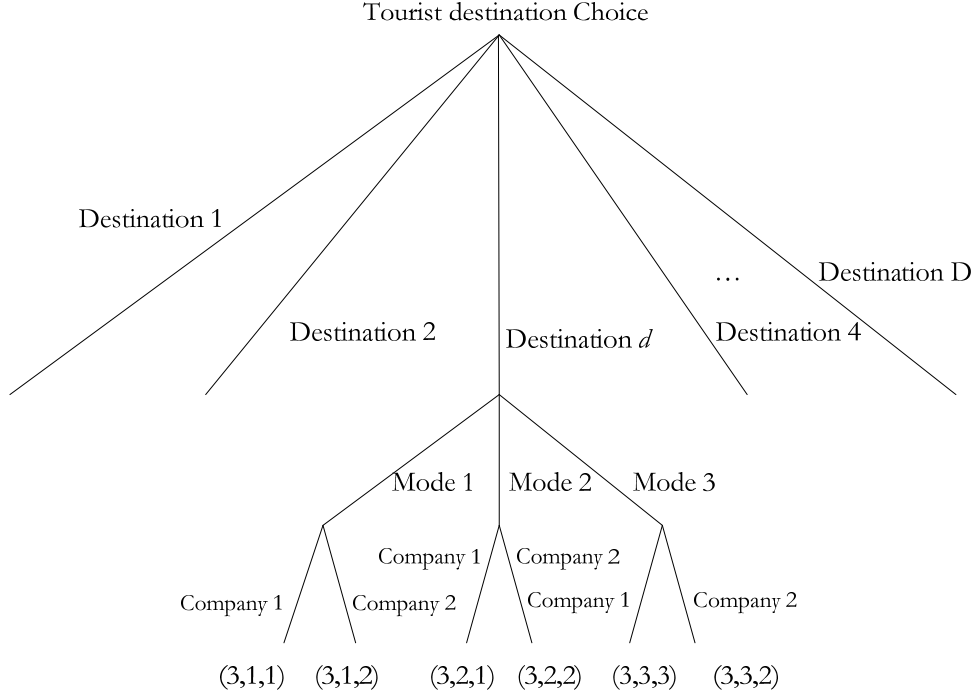 Tourist destination Choice
Destination 1
…
Destination D
Destination 2
Destination d
Destination 4
Mode 1
Mode 2
Mode 3
Company 1
Company 2
Company 1
Company 2
Company 1
Company 2
(3,1,1)
(3,1,2)
(3,2,1)
(3,2,2)
(3,3,3)
(3,3,2)